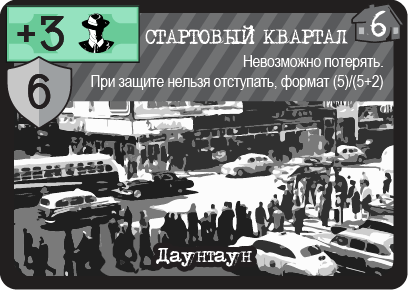 +3
СТАРТОВЫЙ КВАРТАЛ
6
Невозможно потерять.
При защите нельзя отступать, формат (5)/(5+2)
6
Даунтаун